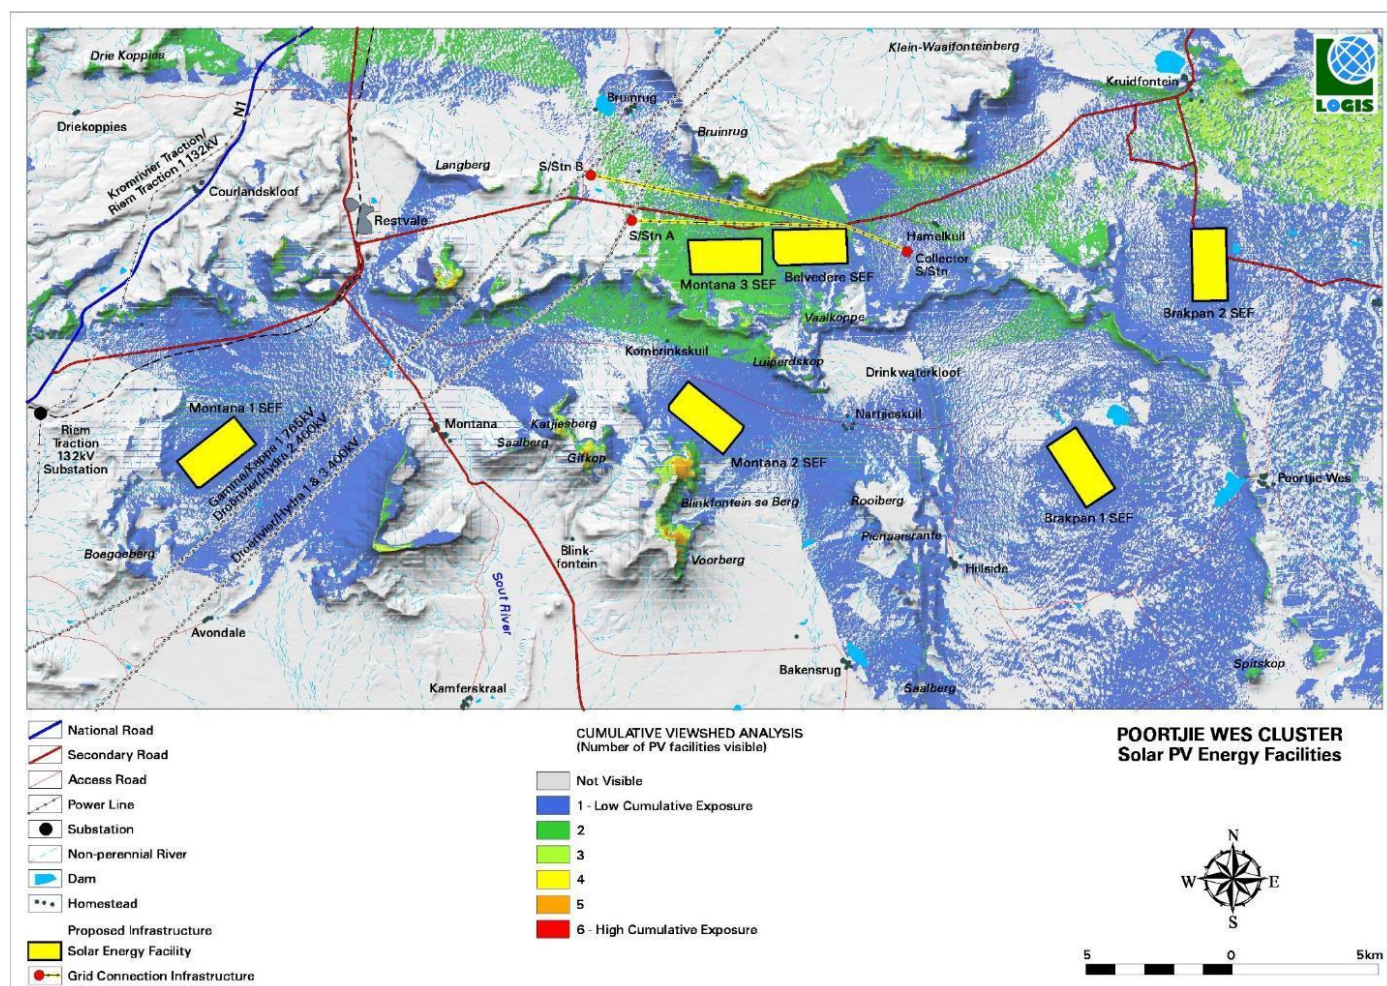 Drie Koppies
N1
Klein-Waaifonteinberg
Kruidfontein
LOGIS
Driekoppies
Bruinrug
Bruinrug
Kromrivier Traction/
Riem Traction 1 132kV
Courlandskloof
Langberg
S/Stn B
Restvale
S/Stn A
Hamelkuil
Collector
S/Stn
Montana 3 SEF
Belvedere SEF
Vaalkoppe
Brakpan 2 SEF
Kombrinkskuil
Luiperdskop
Drinkwaterkloof
Montana 1 SEF
Riem
Traction
132kV
Substation
Gamma/Kappa 1 765kV
Droërivier/Hydra 2 400kV
Droërivier/Hydra 1 & 3 400kV
Montana
Katjiesberg
Saalberg
Gifkop
Nartjieskuil
Montana 2 SEF
Poortjie Wes
Blinkfontein se Berg
Rooiberg
Brakpan 1 SEF
Pienaarsrante
Boegoeberg
Blink-
fontein
Voorberg
Hillside
Sout River
Avondale
Bakensrug
Spitskop
Kamferskraal
Saalberg
National Road
Secondary Road
Access Road
Power Line
Substation
Non-perennial River
Dam
Homestead
Proposed Infrastructure
Solar Energy Facility
Grid Connection Infrastructure
CUMULATIVE VIEWSHED ANALYSIS
(Number of PV facilities visible)
Not Visible
1 - Low Cumulative Exposure
2
3
4
5
6 - High Cumulative Exposure
POORTJIE WES CLUSTER
Solar PV Energy Facilities
N
W
E
S
5 0 5km